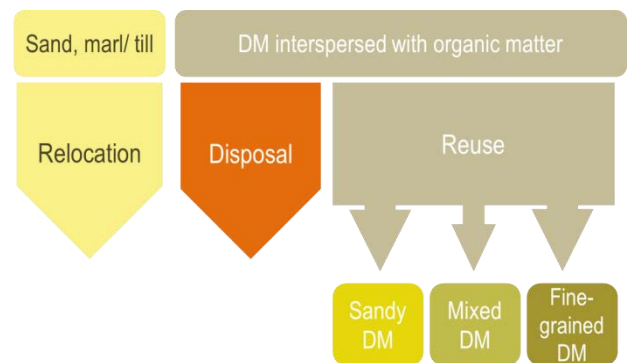 Sand, marl/ till
DM interspersed with organic matter
Relocation
Disposal
Reuse
Sandy
DM
Mixed
DM
Fine-
grained
DM